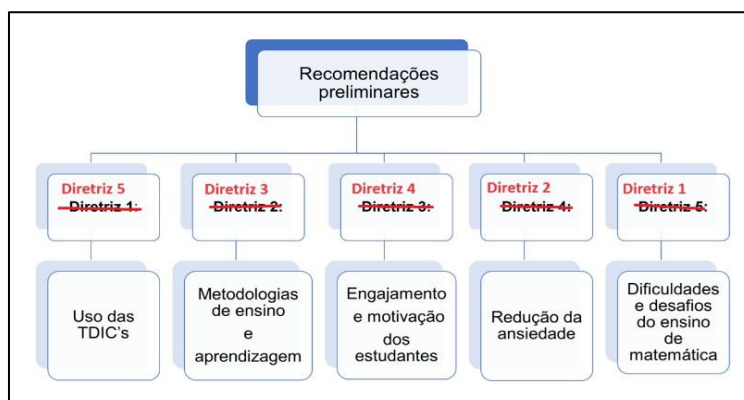 Recomendações
preliminares
Diretriz 5
Diretriz 1:
Uso das
TDIC's
Diretriz 3
Diretriz 2:
Metodologias
de ensino
e
aprendizagem
Diretriz 4
Diretriz 3:
Engajamento
e motivação
dos
estudantes
Diretriz 2
Diretriz 4:
Redução da
ansiedade
Diretriz 1
Diretriz 5:
Dificuldades
e desafios
do ensino
de
matemática